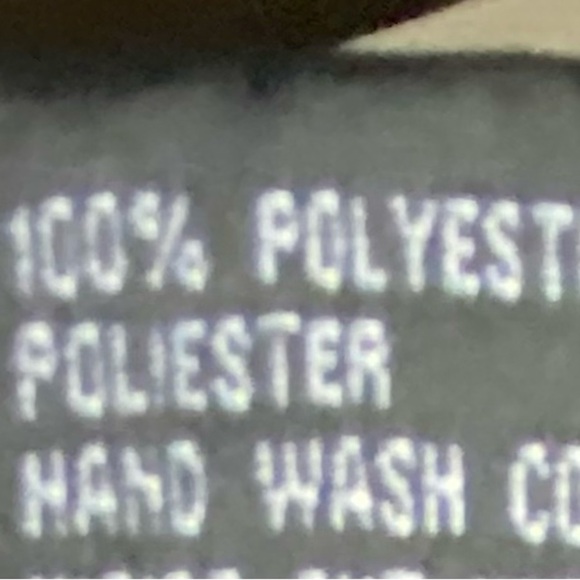 100% POLYEST
POLIESTER
HAND WASH CO